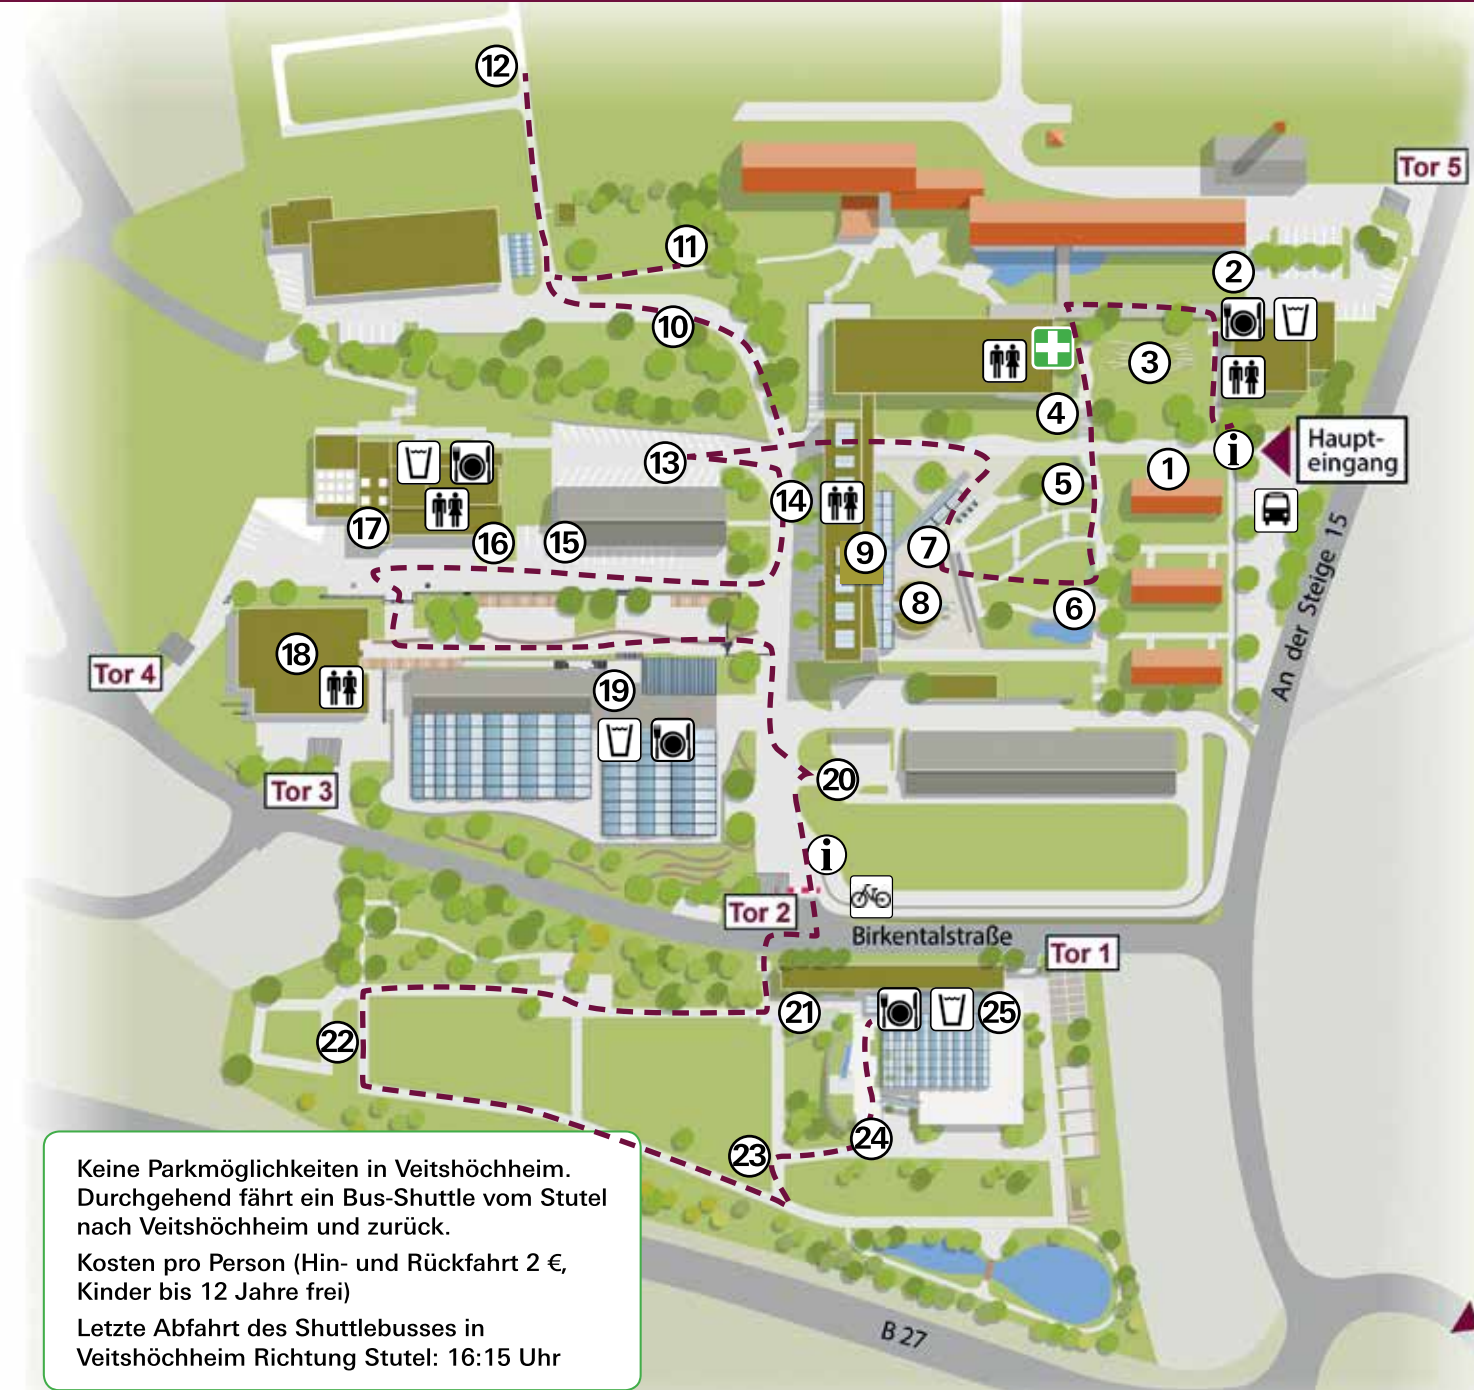 12
Tor 5
11
2
10
3
4
i
Haupt-
eingang
13
1
5
14
17
16
15
9
7
8
6
An der Steige 15
18
Tor 4
19
Tor 3
20
i
Tor 2
Birkentalstraße
Tor 1
21
25
22
24
23
Keine Parkmöglichkeiten in Veitshöchheim.
Durchgehend fährt ein Bus-Shuttle vom Stutel
nach Veitshöchheim und zurück.
Kosten pro Person (Hin- und Rückfahrt 2 €,
Kinder bis 12 Jahre frei)
Letzte Abfahrt des Shuttlebusses in
Veitshöchheim Richtung Stutel: 16:15 Uhr
B 27